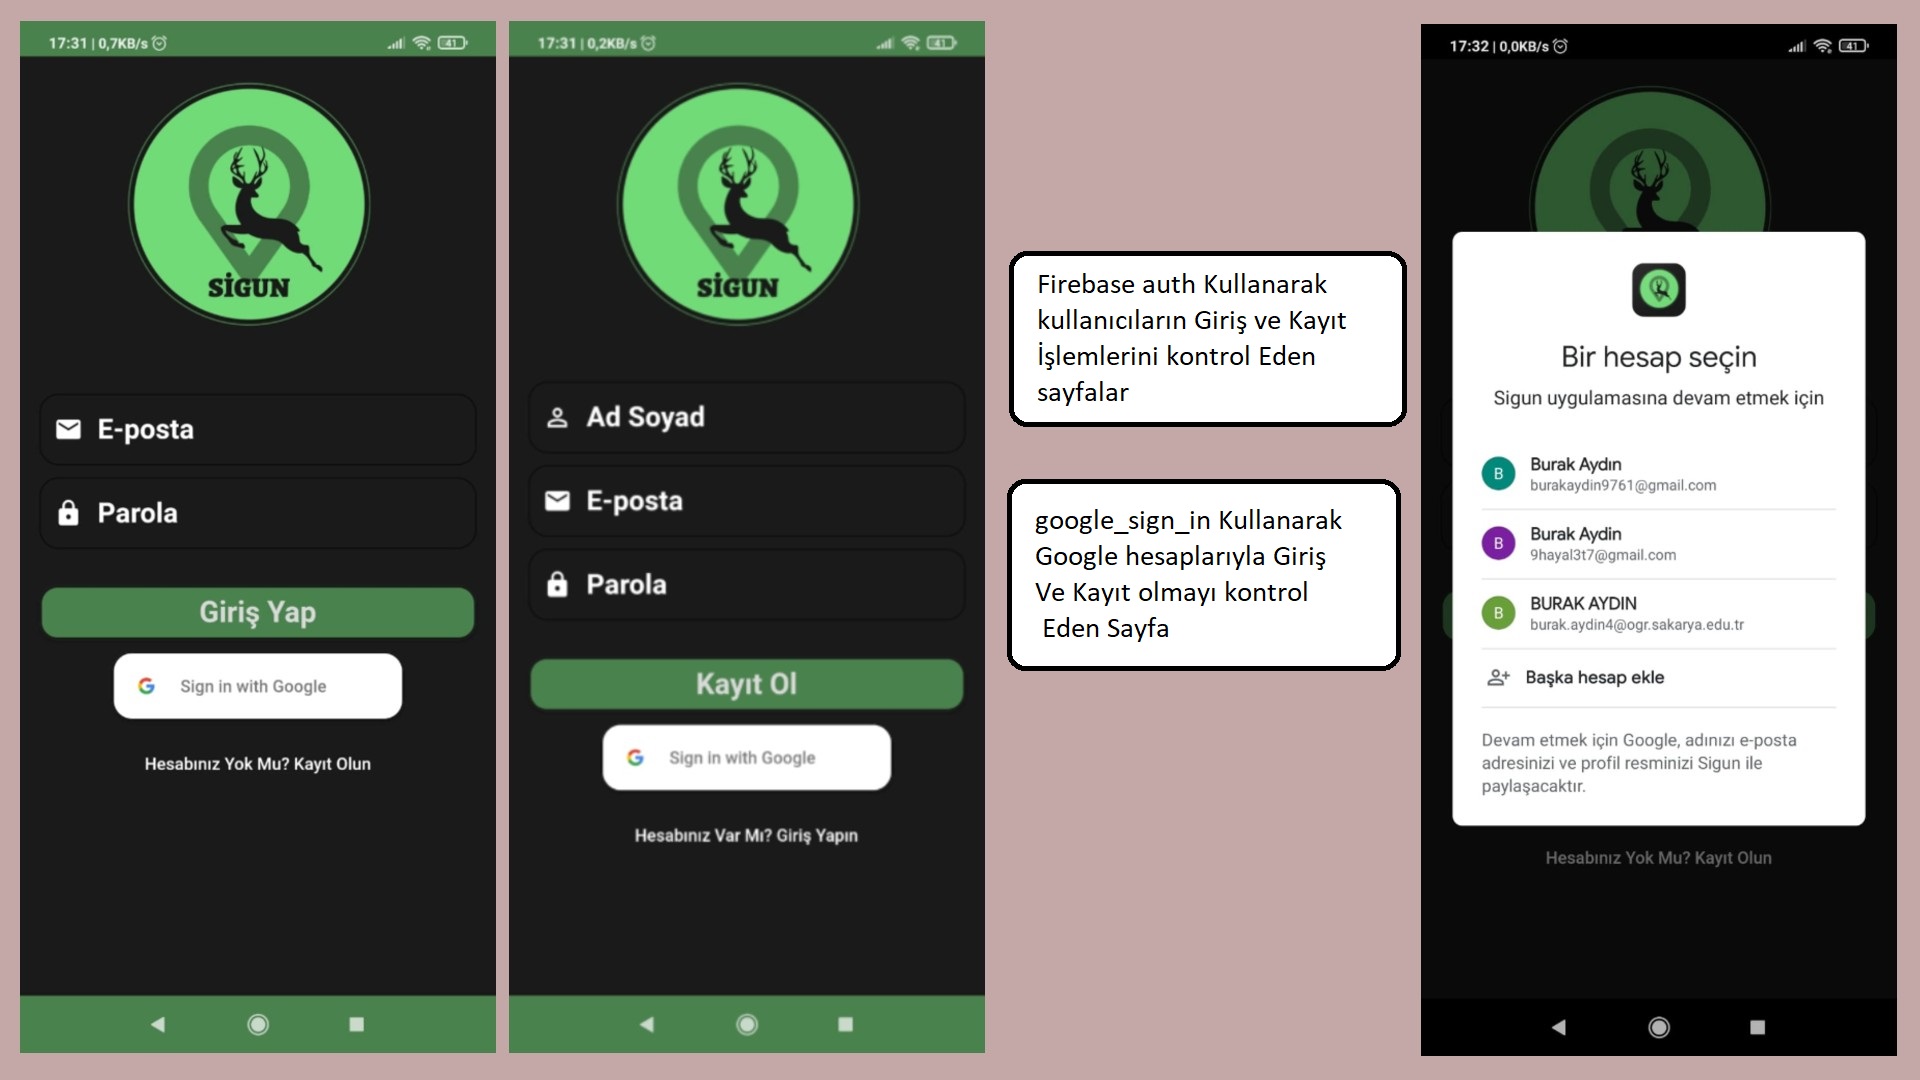 17:31 | 0,7KB/s
41
SİGUN
E-posta
Parola
Giriş Yap
G Sign in with Google
Hesabınız Yok Mu? Kayıt Olun
17:31 | 0,2KB/s
41
SİGUN
Ad Soyad
E-posta
Parola
Kayıt Ol
G Sign in with Google
Hesabınız Var Mı? Giriş Yapın
Firebase auth Kullanarak
kullanıcıların Giriş ve Kayıt
İşlemlerini kontrol Eden
sayfalar
google_sign_in Kullanarak
Google hesaplarıyla Giriş
Ve Kayıt olmayı kontrol
Eden Sayfa
17:32 | 0,0KB/s
41
Bir hesap seçin
Sigun uygulamasına devam etmek için
B Burak Aydın
burakaydin9761@gmail.com
B Burak Aydin
9hayal3t7@gmail.com
B BURAK AYDIN
burak.aydin4@ogr.sakarya.edu.tr
Başka hesap ekle
Devam etmek için Google, adınızı e-posta
adresinizi ve profil resminizi Sigun ile
paylaşacaktır.
Hesabınız Yok Mu? Kayıt Olun